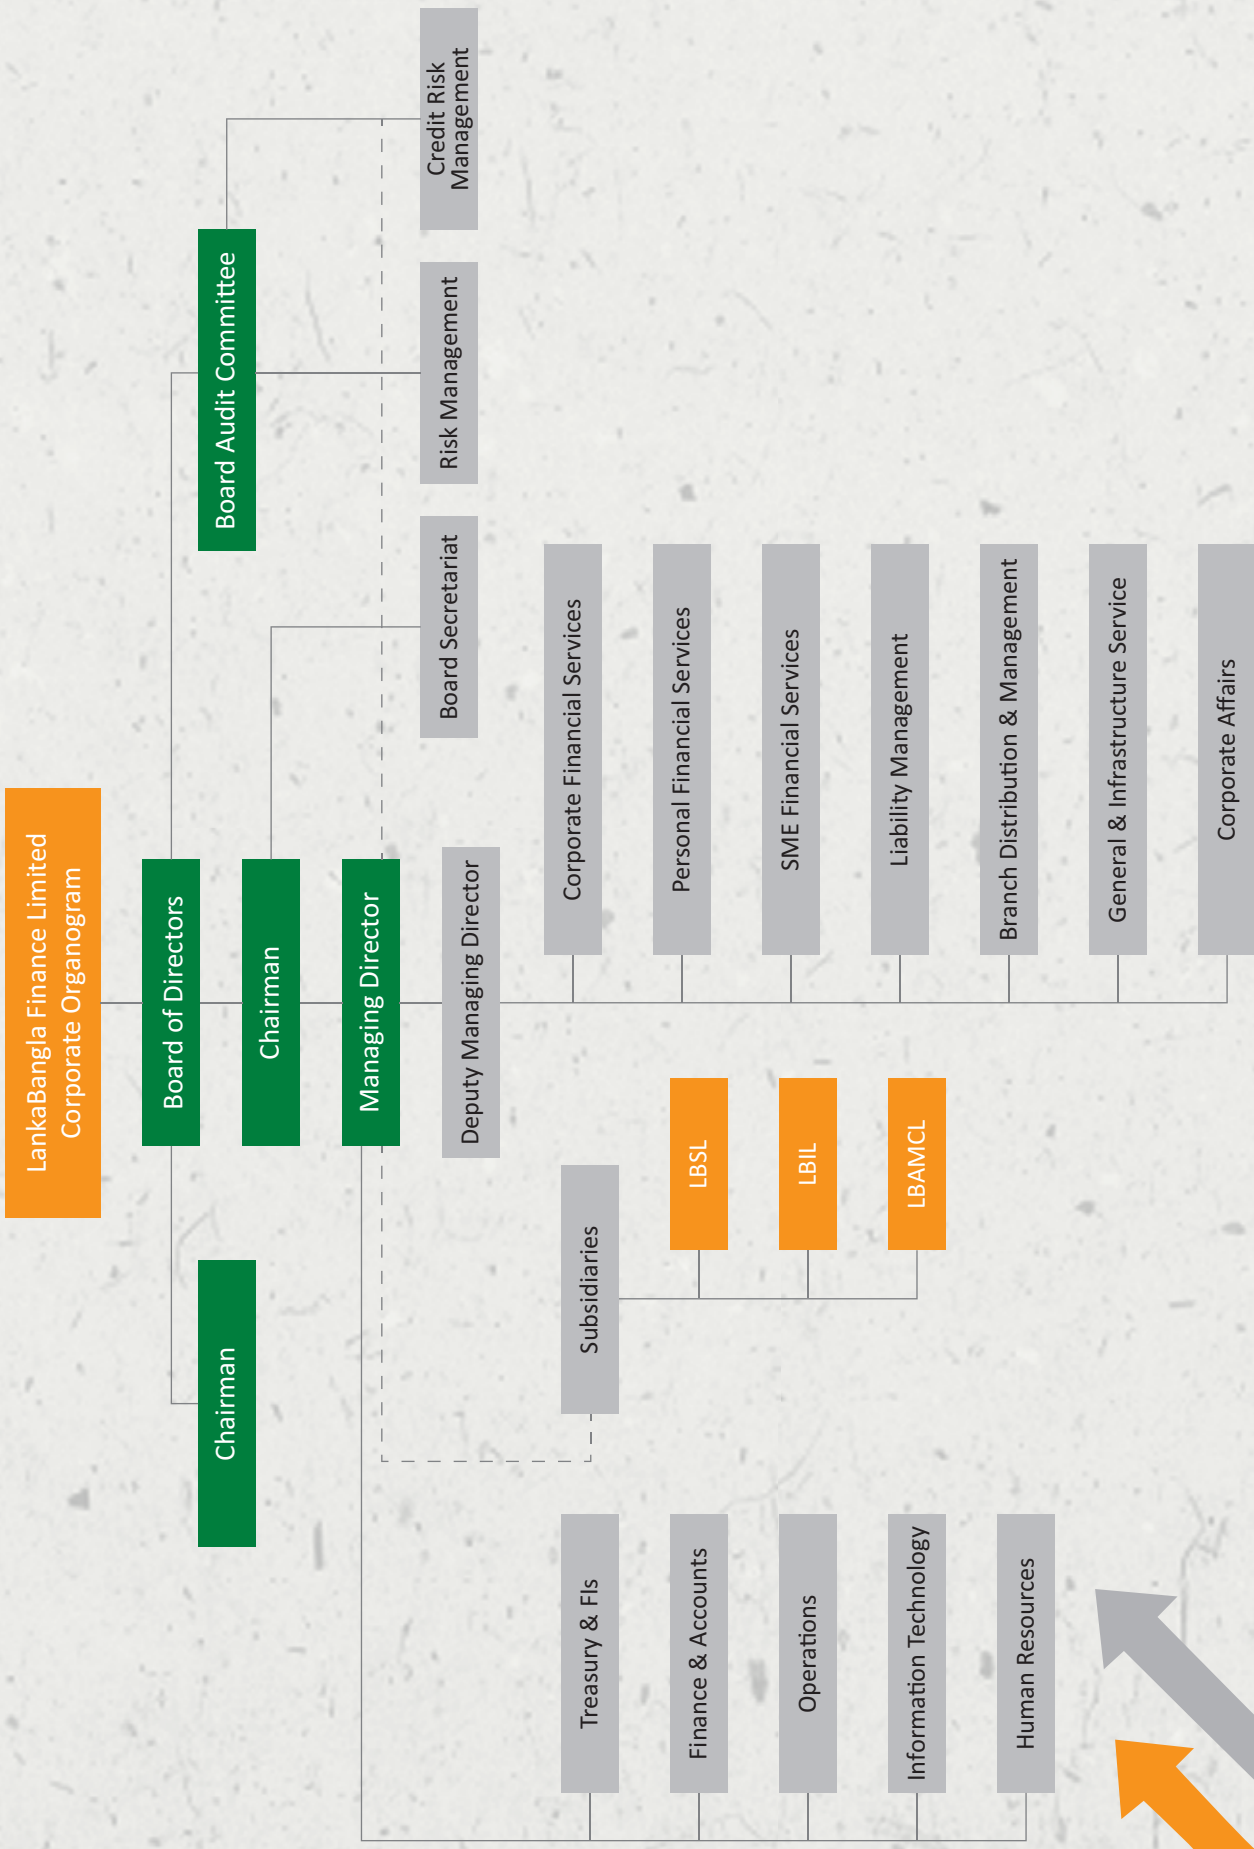 LankaBangla Finance Limited
Corporate Organogram
Board of Directors
Chairman
Board Audit Committee
Chairman
Managing Director
Board Secretariat
Risk Management
Credit Risk
Management
Deputy Managing Director
Treasury & FIs
Finance & Accounts
Operations
Information Technology
Human Resources
Subsidiaries
LBSL
LBIL
LBAMCL
Corporate Financial Services
Personal Financial Services
SME Financial Services
Liability Management
Branch Distribution & Management
General & Infrastructure Service
Corporate Affairs